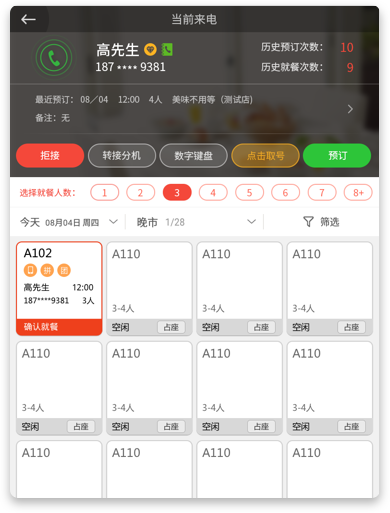 当前来电
高先生
187 **** 9381
历史预订次数： 10
历史就餐次数： 9
最近预订： 08／04 12:00 4人 美味不用等（测试店）
备注：无
拒接 转接分机 数字键盘 点击取号 预订
选择就餐人数： 1 2 3 4 5 6 7 8+
今天 08月04日 周四 晚市 1/28 筛选
A102 A110 A110 A110
拼
高先生 12:00
187****9381 3人 3-4人 3-4人 3-4人
确认就餐 空闲 占座 空闲 占座 空闲 占座
A110 A110 A110 A110
3-4人 3-4人 3-4人 3-4人
空闲 占座 空闲 占座 空闲 占座 空闲 占座
A110 A110 A110 A110